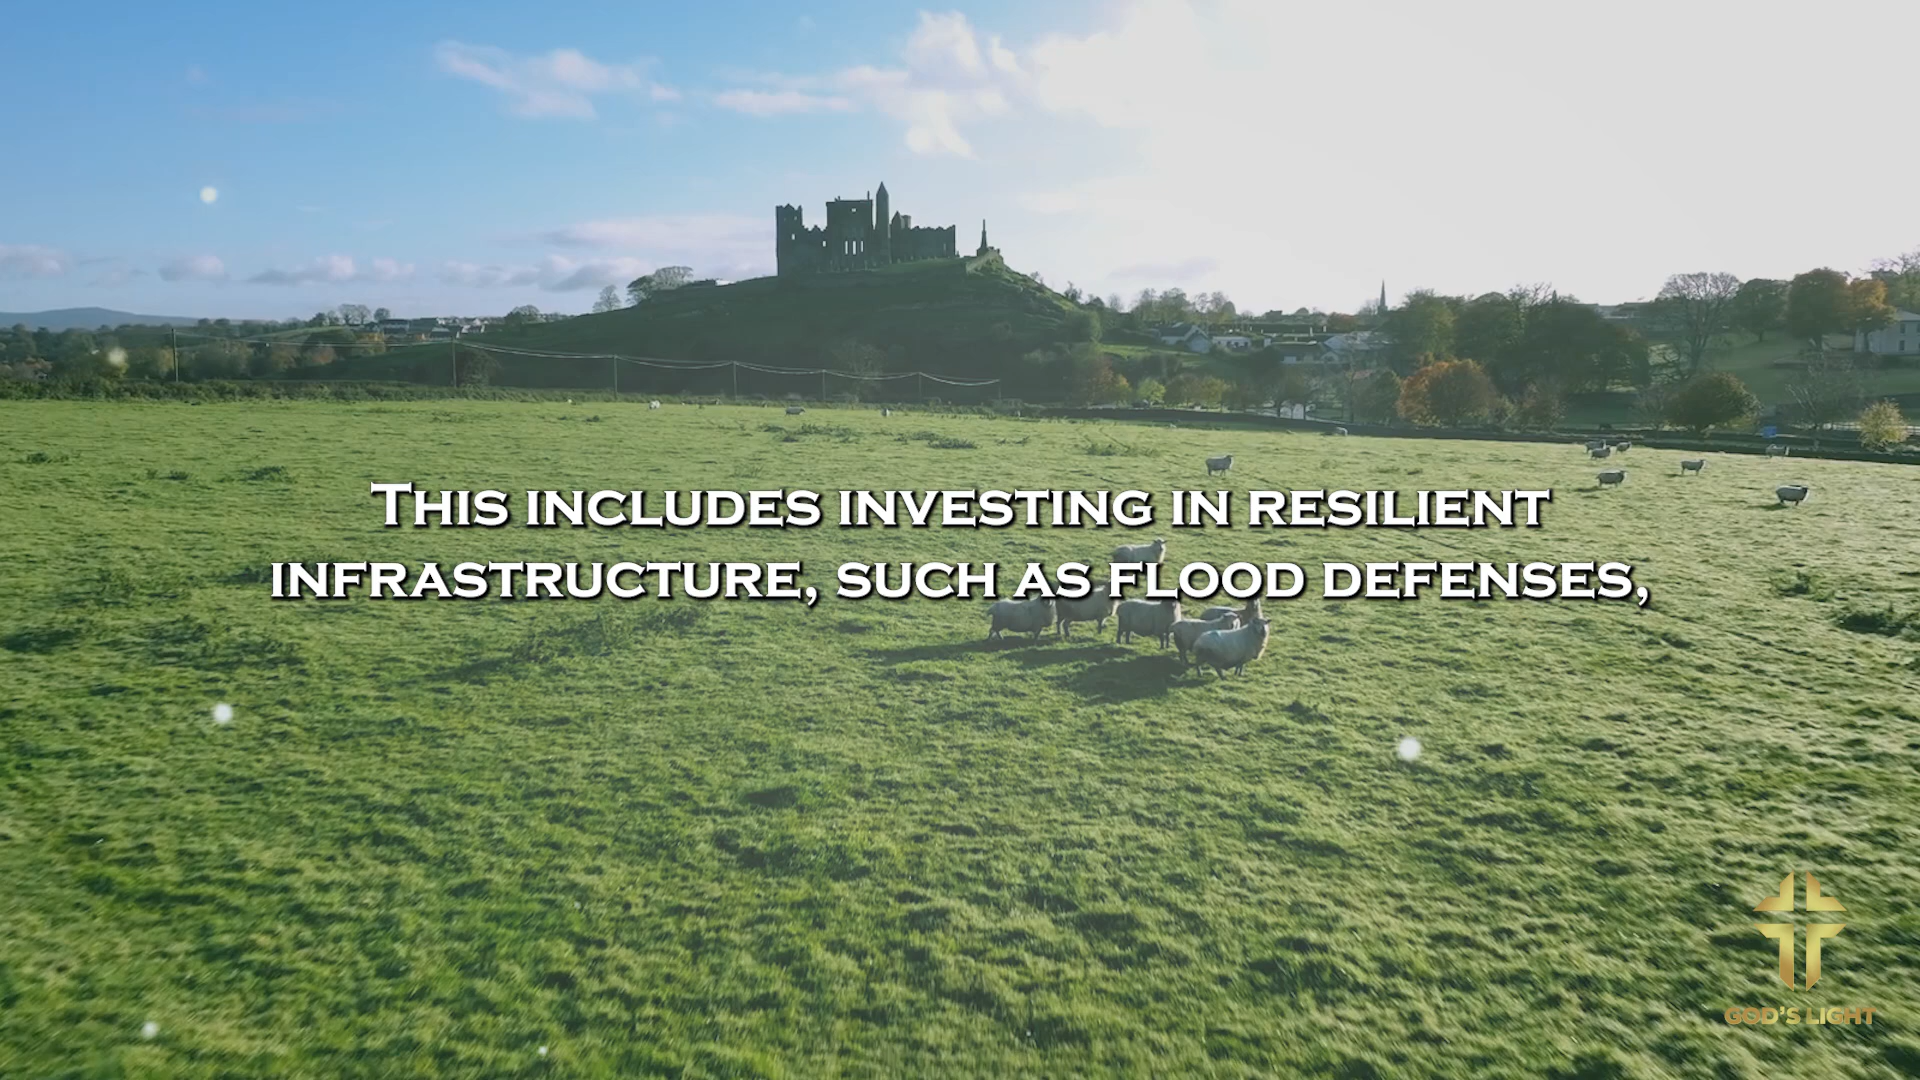 This includes investing in resilient
infrastructure, such as flood defenses,
GOD'S LIGHT